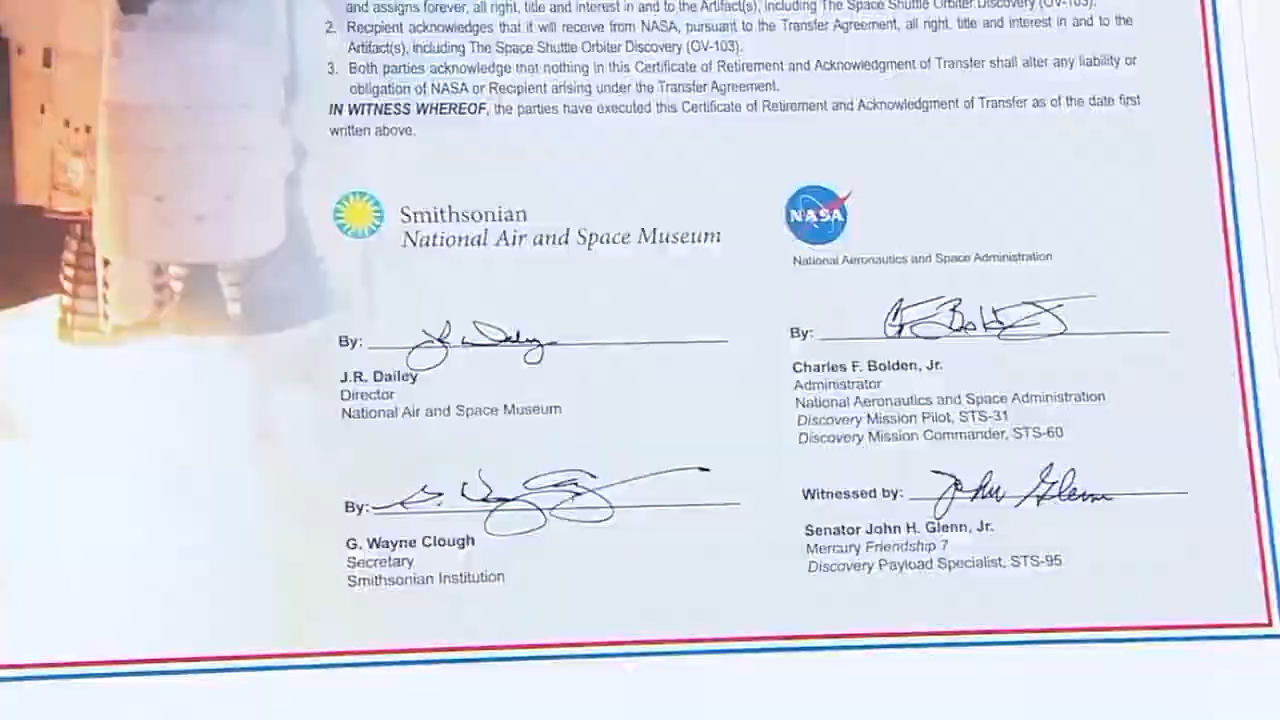 and assigns forever, all right, title and interest in and to the Artifact(s), including The Space Shuttle Orbiter Discovery (OV-103).
2. Recipient acknowledges that it will receive from NASA, pursuant to the Transfer Agreement, all right, title and interest in and to the
Artifact(s), including The Space Shuttle Orbiter Discovery (OV-103).
3. Both parties acknowledge that nothing in this Certificate of Retirement and Acknowledgment of Transfer shall alter any liability or
obligation of NASA or Recipient arising under the Transfer Agreement.
IN WITNESS WHEREOF, the parties have executed this Certificate of Retirement and Acknowledgment of Transfer as of the date first
written above.
Smithsonian
National Air and Space Museum
By:
J.R. Dailey
Director
National Air and Space Museum
By:
G. Wayne Clough
Secretary
Smithsonian Institution
NASA
National Aeronautics and Space Administration
By:
Charles F. Bolden, Jr.
Administrator
National Aeronautics and Space Administration
Discovery Mission Pilot, STS-31
Discovery Mission Commander, STS-60
Witnessed by: John Glenn
Senator John H. Glenn, Jr.
Mercury Friendship 7
Discovery Payload Specialist, STS-95